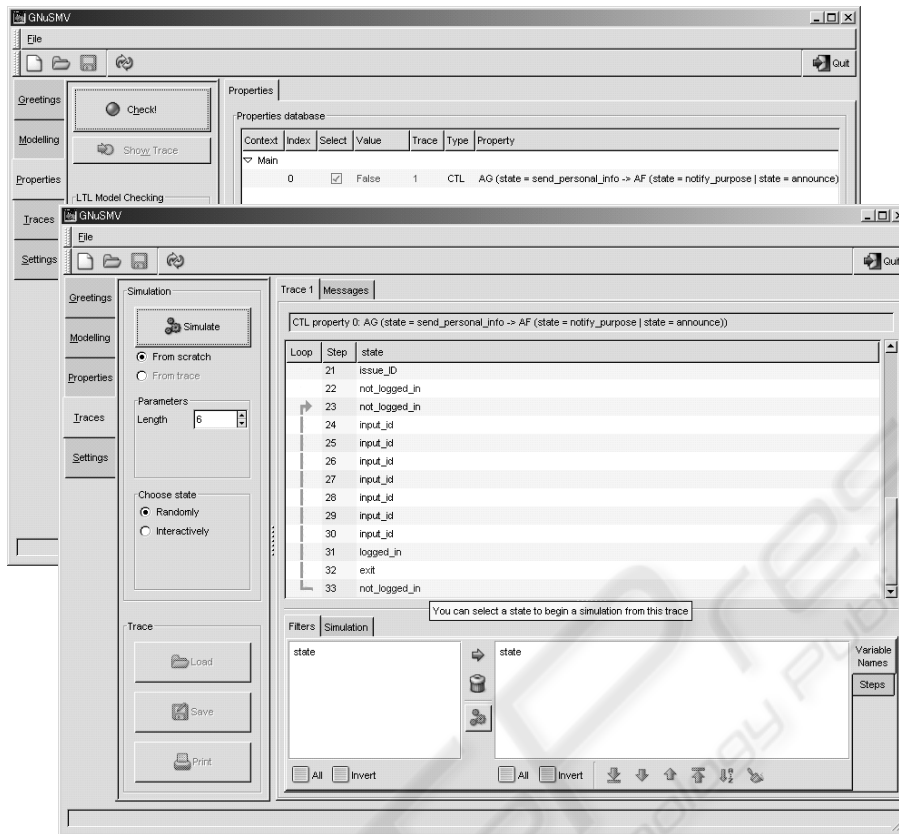 GNuSMV
File
Quit
Greetings
Modelling
Properties
Traces
Settings
Check!
Show Trace
LTL Model Checking
Properties
Properties database
Context Index Select Value Trace Type Property
Main
0 False 1 CTL AG (state = send_personal_info -> AF (state = notify_purpose | state = announce)
GNuSMV
File
Quit
Greetings
Modelling
Properties
Traces
Settings
Simulation
Simulate
From scratch
From trace
Parameters
Length 6
Choose state
Randomly
Interactively
Trace
Load
Save
Print
Trace 1 Messages
CTL property 0: AG (state = send_personal_info -> AF (state = notify_purpose | state = announce))
Loop Step state
21 issue_ID
22 not_logged_in
23 not_logged_in
24 input_id
25 input_id
26 input_id
27 input_id
28 input_id
29 input_id
30 input_id
31 logged_in
32 exit
33 not_logged_in
You can select a state to begin a simulation from this trace
Filters Simulation
state
state
Variable
Names
Steps
All Invert
All Invert